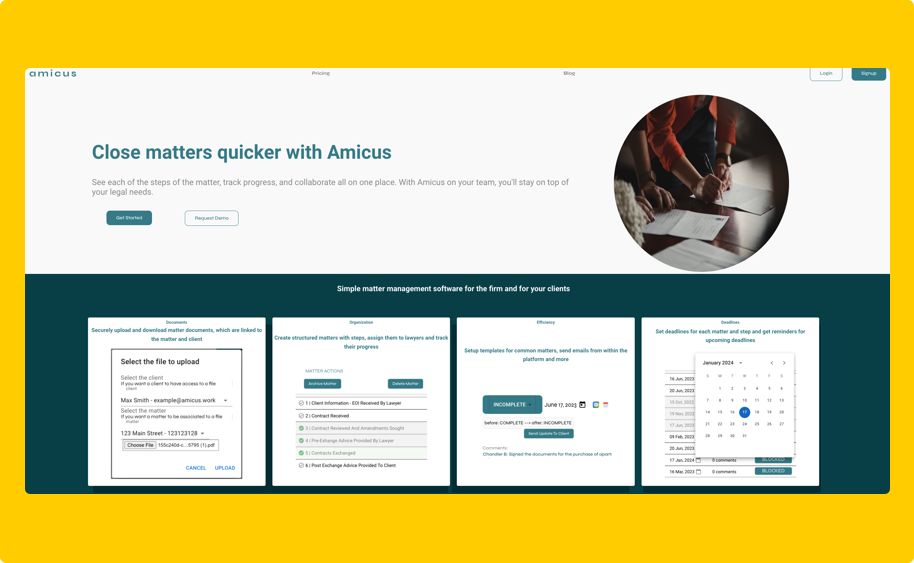 amicus
Pricing
Blog
Login
Signup
Close matters quicker with Amicus
See each of the steps of the matter, track progress, and collaborate all on one place. With Amicus on your team, you'll stay on top of
your legal needs.
Get Started
Request Demo
Simple matter management software for the firm and for your clients
Documents
Securely upload and download matter documents, which are linked to
the matter and client
Select the file to upload
Select the client
If you want a client to have access to a file
client
Max Smith - example@amicus.work
Select the matter
If you want a matter to be associated to a file
matter
123 Main Street - 123123128
Choose File 155c240d-c...5795 (1).pdf
CANCEL UPLOAD
Organization
Create structured matters with steps, assign them to lawyers and track
their progress
MATTER ACTIONS
Archive Matter
Delete Matter
1 | Client Information - EOI Received By Lawyer
2 | Contract Received
3 | Contract Reviewed And Amendments Sought
4 | Pre-Exhange Advice Provided By Lawyer
5 | Contracts Exchanged
6 | Post Exchange Advice Provided To Client
Efficiency
Setup templates for common matters, send emails from within the
platform and more
INCOMPLETE
June 17, 2023
before: COMPLETE --> after: INCOMPLETE
Send Update To Client
Comments:
Chandler B: Signed the documents for the purchase of apart
Deadlines
Set deadlines for each matter and step and get reminders for
upcoming deadlines
January 2024
S M T W T F S
1 2 3 4 5 6
7 8 9 10 11 12 13
14 15 16 17 18 19 20
21 22 23 24 25 26 27
28 29 30 31
16 Jun, 2023
20 Jun, 2023
15 Oct, 2023
19 Nov, 2023
17 Jun, 2023
09 Feb, 2023
20 Jun, 2023
17 Jan, 2024 0 comments BLOCKED
16 Mar, 2023 0 comments BLOCKED